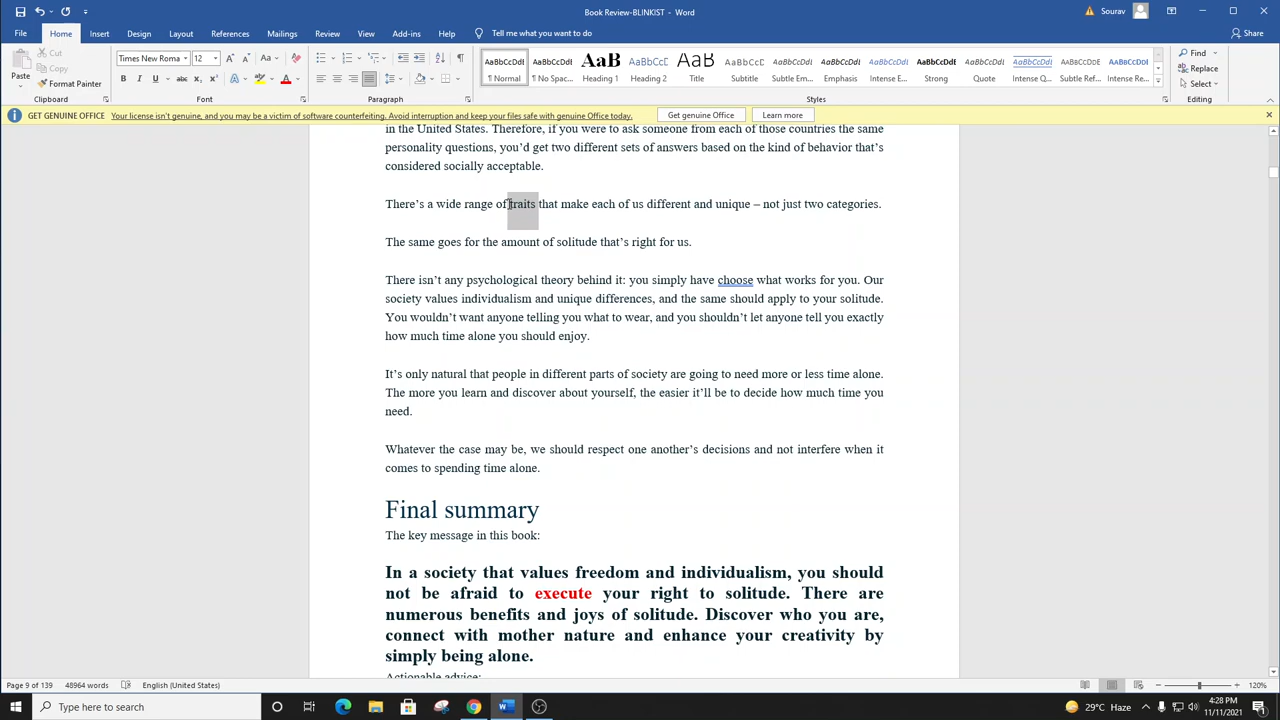 Book Review-BLINKIST - Word
Sourav
File Home Insert Design Layout References Mailings Review View Add-ins Help Tell me what you want to do
Share
Paste
Cut
Copy
Format Painter
Clipboard
Times New Roma 12
Font
Paragraph
AaBbCcDdI AaBbCcDdI AaB AaBbCcD AaB AaBbCcD AaBbCcDdI AaBbCcDdI AaBbCcDdI AaBbCcDdI AaBbCcDdI AaBbCcDdI AaBbCcDdI AaBbCcDdI
¶ Normal ¶ No Spac... Heading 1 Heading 2 Title Subtitle Subtle Em... Emphasis Intense E... Strong Quote Intense Q... Subtle Ref... Intense Re...
Styles
Find
Replace
Select
Editing
GET GENUINE OFFICE Your license isn't genuine, and you may be a victim of software counterfeiting. Avoid interruption and keep your files safe with genuine Office today. Get genuine Office Learn more
in the United States. Therefore, if you were to ask someone from each of those countries the same
personality questions, you’d get two different sets of answers based on the kind of behavior that’s
considered socially acceptable.
There’s a wide range of traits that make each of us different and unique – not just two categories.
The same goes for the amount of solitude that’s right for us.
There isn’t any psychological theory behind it: you simply have choose what works for you. Our
society values individualism and unique differences, and the same should apply to your solitude.
You wouldn’t want anyone telling you what to wear, and you shouldn’t let anyone tell you exactly
how much time alone you should enjoy.
It’s only natural that people in different parts of society are going to need more or less time alone.
The more you learn and discover about yourself, the easier it’ll be to decide how much time you
need.
Whatever the case may be, we should respect one another’s decisions and not interfere when it
comes to spending time alone.
Final summary
The key message in this book:
In a society that values freedom and individualism, you should
not be afraid to execute your right to solitude. There are
numerous benefits and joys of solitude. Discover who you are,
connect with mother nature and enhance your creativity by
simply being alone.
Actionable advice:
Page 9 of 139 48964 words English (United States) 120%
Type here to search
29°C Haze
4:28 PM
11/11/2021